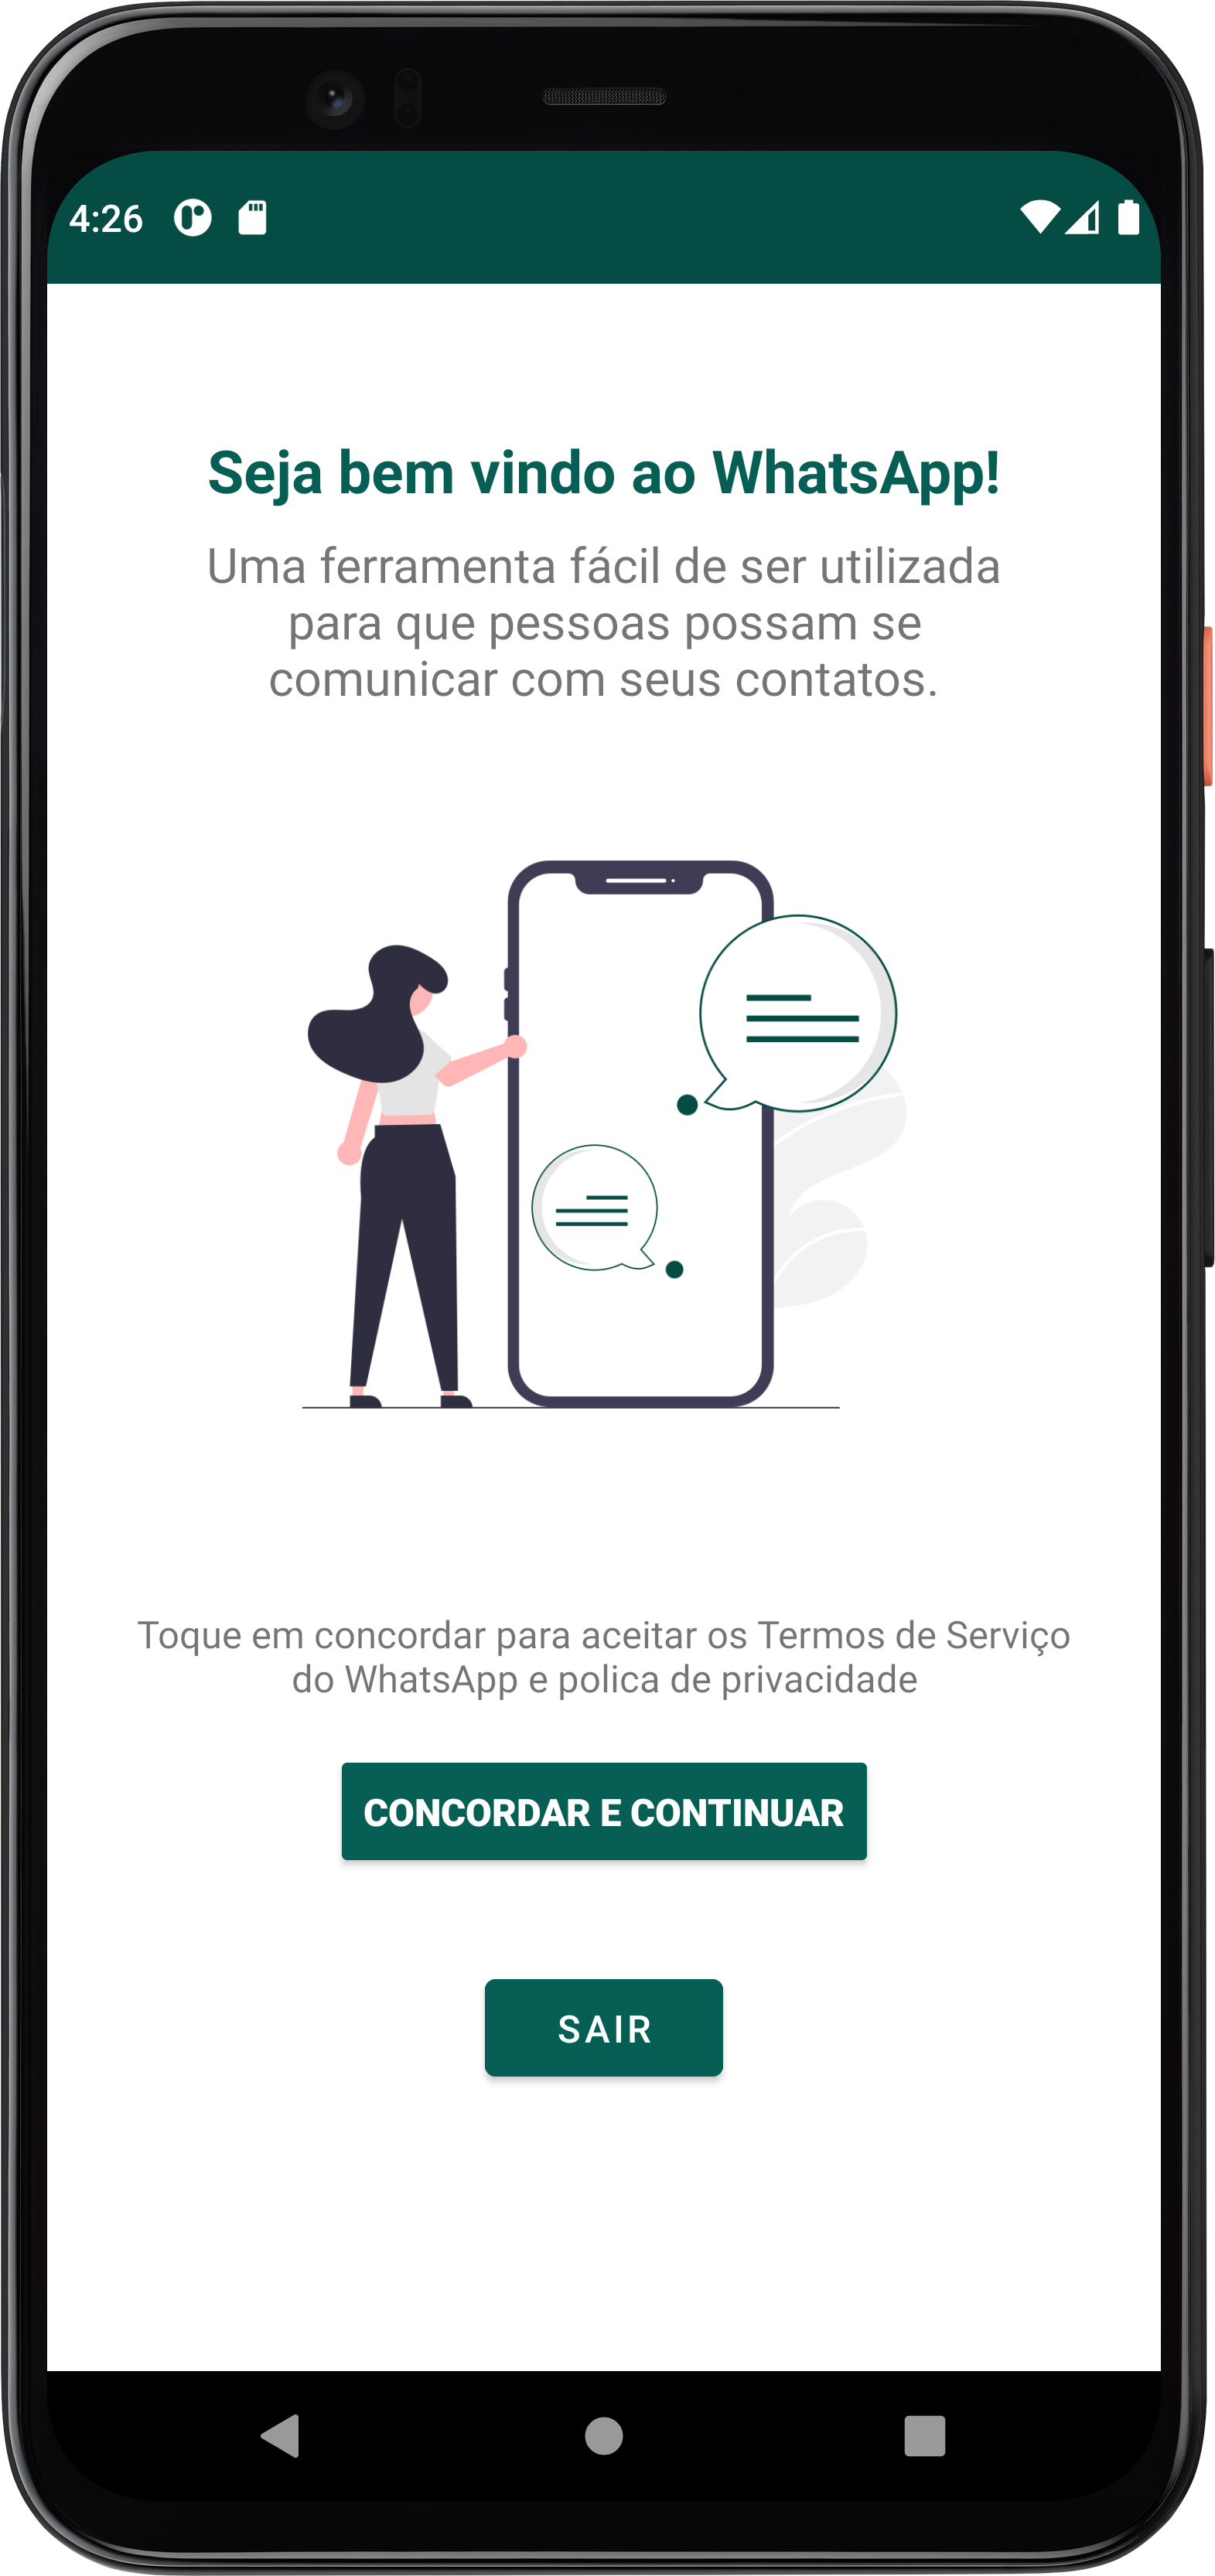 4:26
Seja bem vindo ao WhatsApp!
Uma ferramenta fácil de ser utilizada
para que pessoas possam se
comunicar com seus contatos.
Toque em concordar para aceitar os Termos de Serviço
do WhatsApp e polica de privacidade
CONCORDAR E CONTINUAR
SAIR